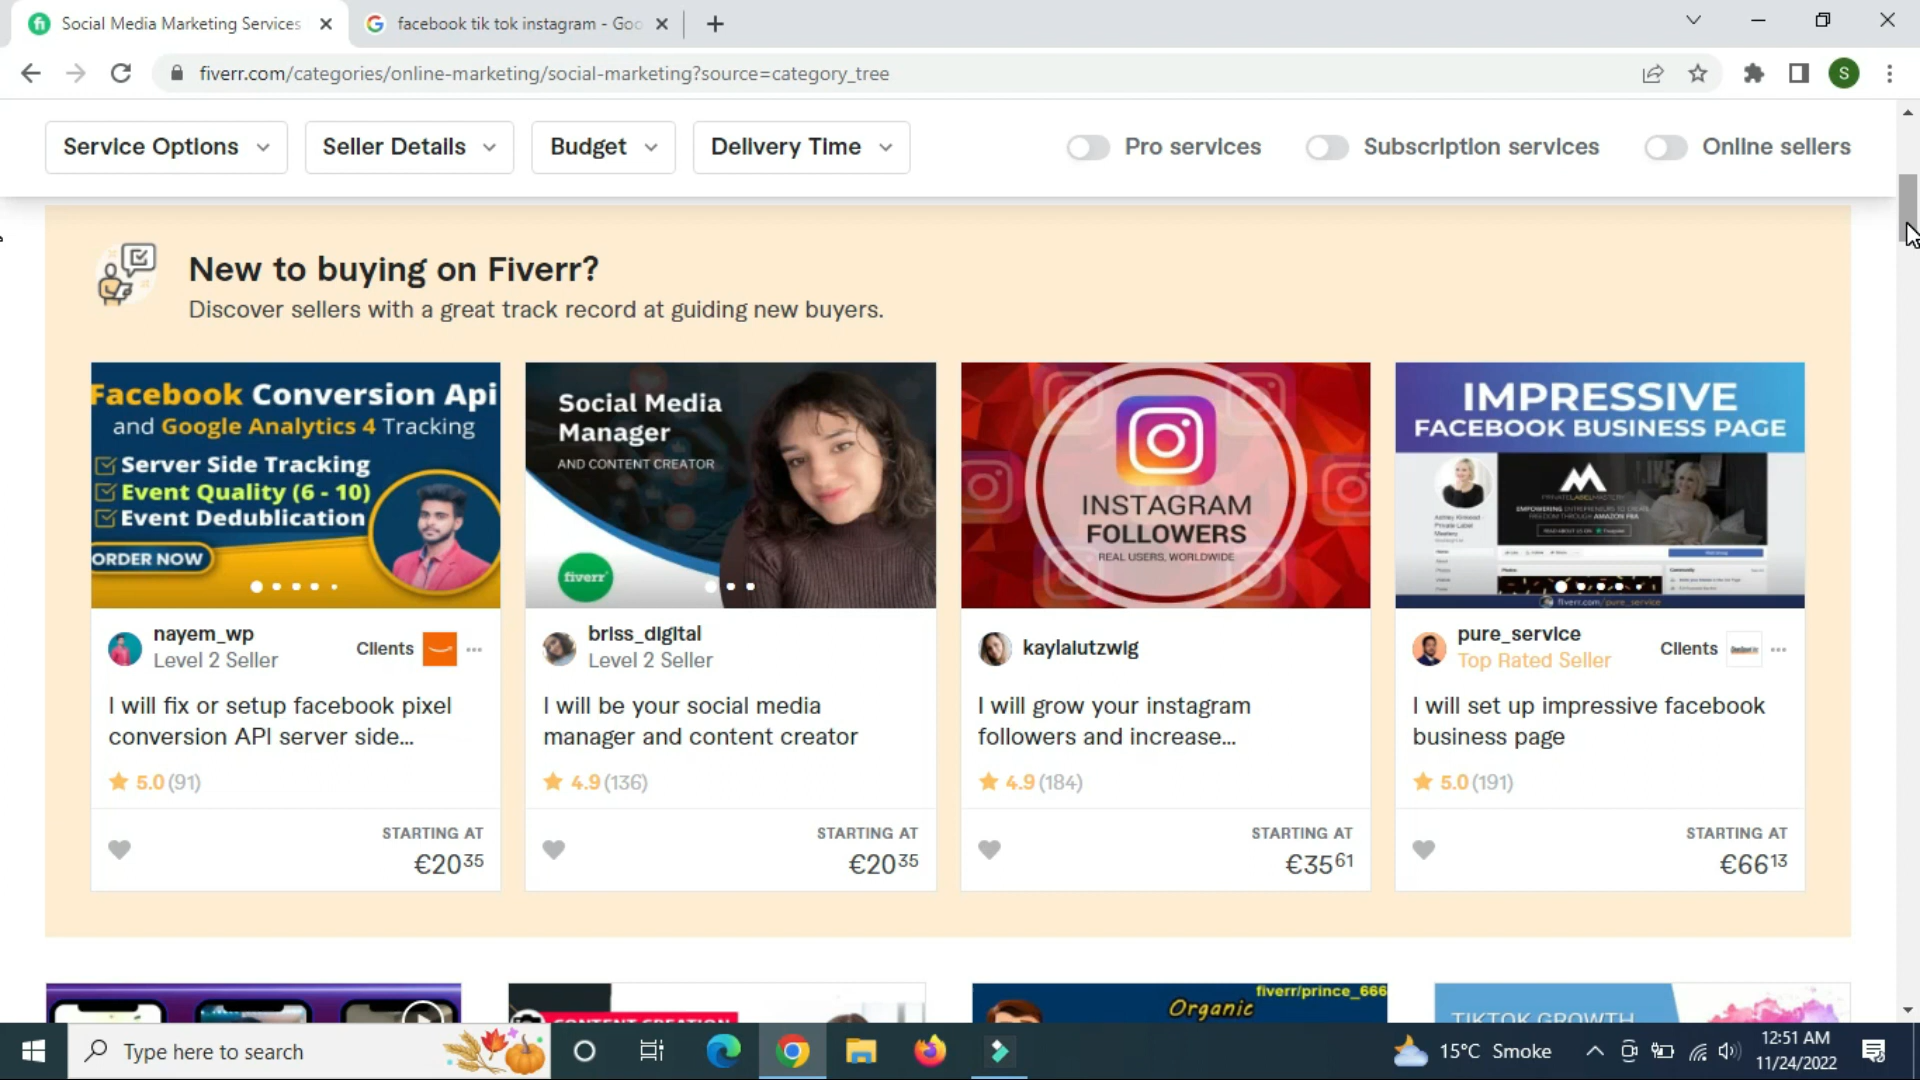 Social Media Marketing Services
facebook tik tok instagram - Goo
fiverr.com/categories/online-marketing/social-marketing?source=category_tree
S
Service Options
Seller Details
Budget
Delivery Time
Pro services
Subscription services
Online sellers
New to buying on Fiverr?
Discover sellers with a great track record at guiding new buyers.
Facebook Conversion Api
and Google Analytics 4 Tracking
Server Side Tracking
Event Quality (6 - 10)
Event Dedublication
ORDER NOW
nayem_wp
Level 2 Seller
Clients
I will fix or setup facebook pixel
conversion API server side...
5.0 (91)
STARTING AT
€20 35
Social Media
Manager
AND CONTENT CREATOR
fiverr
briss_digital
Level 2 Seller
I will be your social media
manager and content creator
4.9 (136)
STARTING AT
€20 35
INSTAGRAM
FOLLOWERS
REAL USERS, WORLDWIDE
kaylalutzwig
I will grow your instagram
followers and increase...
4.9 (184)
STARTING AT
€35 61
IMPRESSIVE
FACEBOOK BUSINESS PAGE
LIVE
fiverr.com/pure_service
pure_service
Top Rated Seller
Clients
I will set up impressive facebook
business page
5.0 (191)
STARTING AT
€66 13
CONTENT CREATION
fiverr/prince_666
Organic
TIKTOK GROWTH
Type here to search
15°C Smoke
12:51 AM
11/24/2022